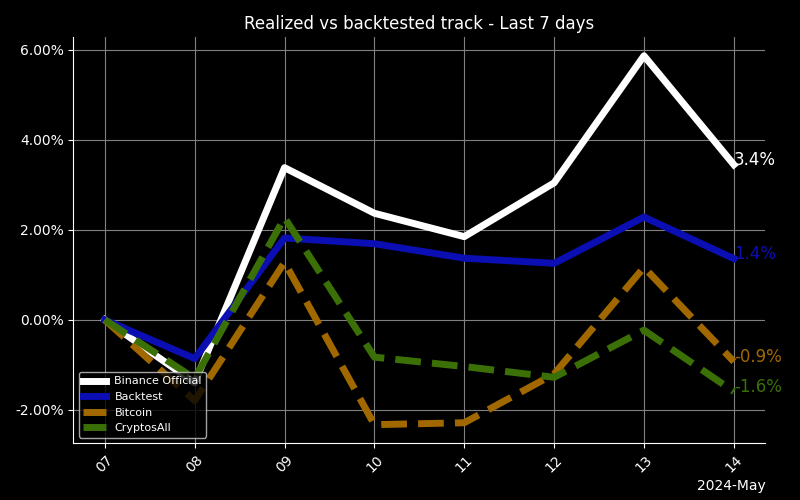 Realized vs backtested track - Last 7 days
6.00%
4.00%
2.00%
0.00%
-2.00%
3.4%
1.4%
-0.9%
-1.6%
Binance Official
Backtest
Bitcoin
CryptosAll
07
08
09
10
11
12
13
14
2024-May